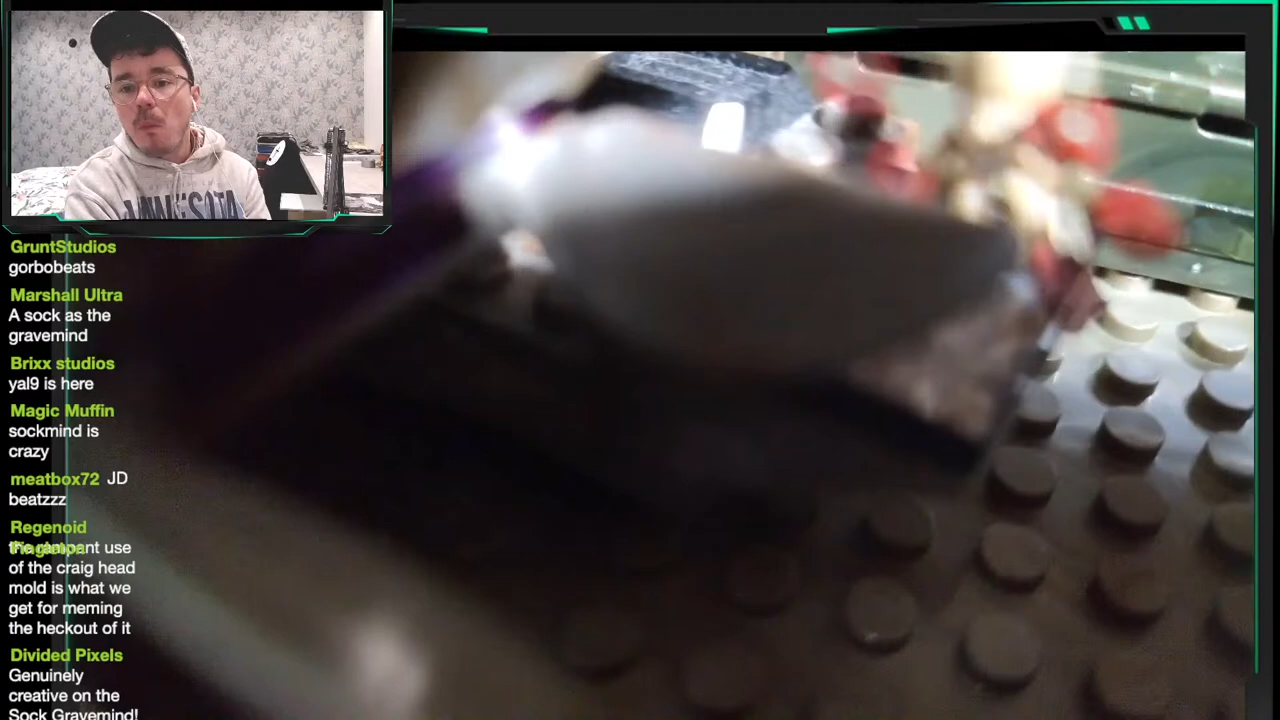 MINNESOTA
GruntStudios
gorbobeats
Marshall Ultra
A sock as the
gravemind
Brixx studios
yal9 is here
Magic Muffin
sockmind is
crazy
meatbox72 JD
beatzzz
Regenoid
use
of the craig head
mold is what we
get for meming
the heckout of it
Divided Pixels
Genuinely
creative on the
Sock Gravemind!